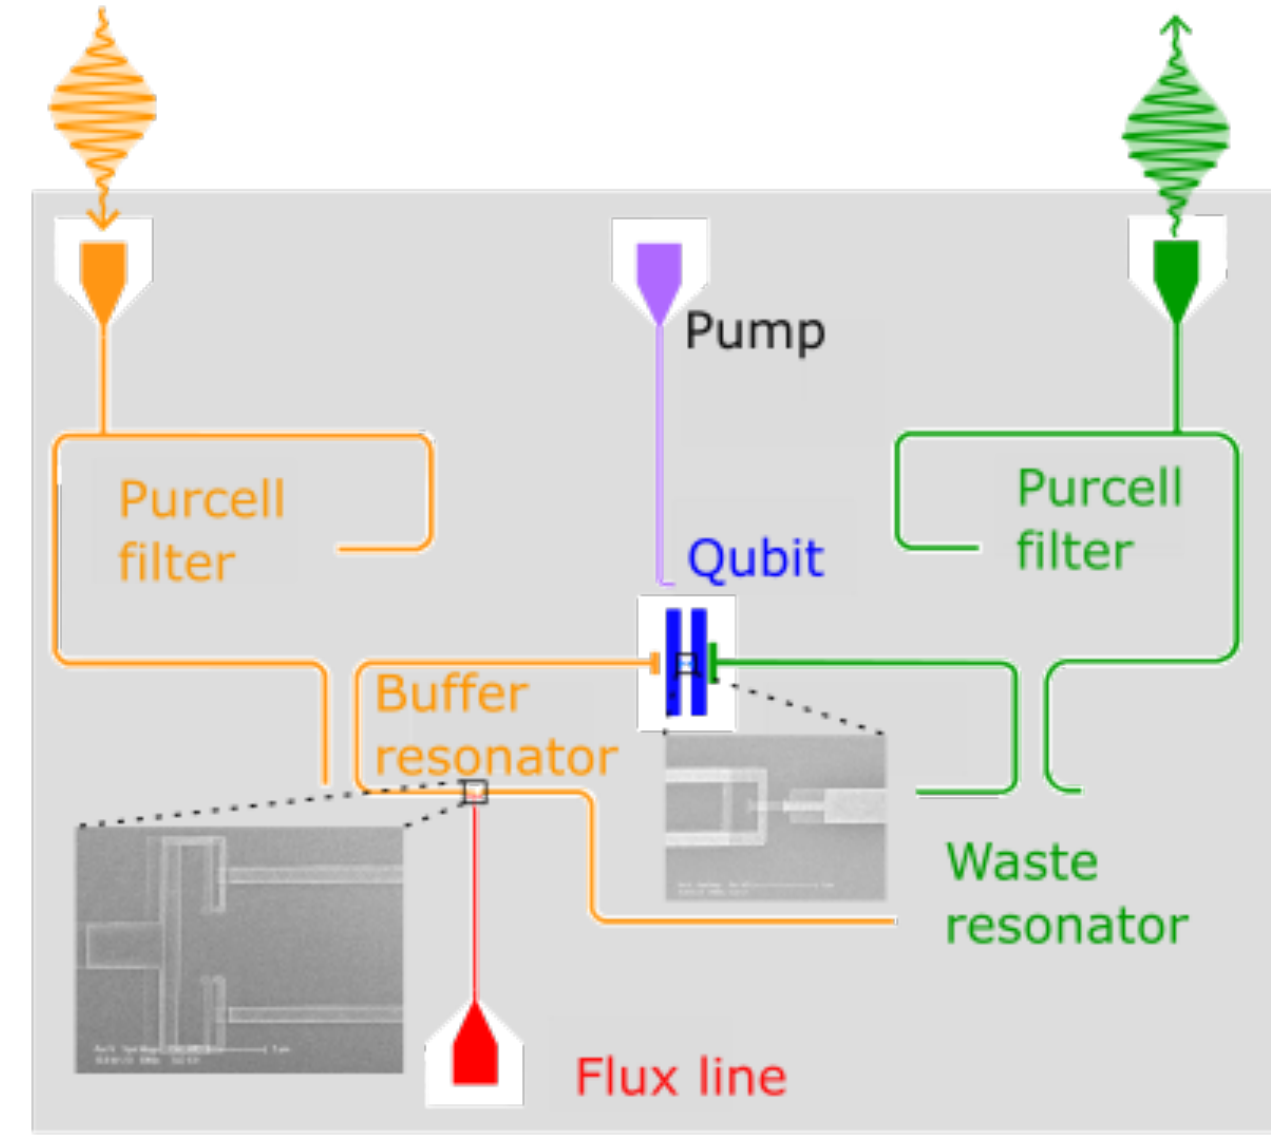 Pump
Purcell
filter
Purcell
filter
Qubit
Buffer
resonator
Waste
resonator
Flux line